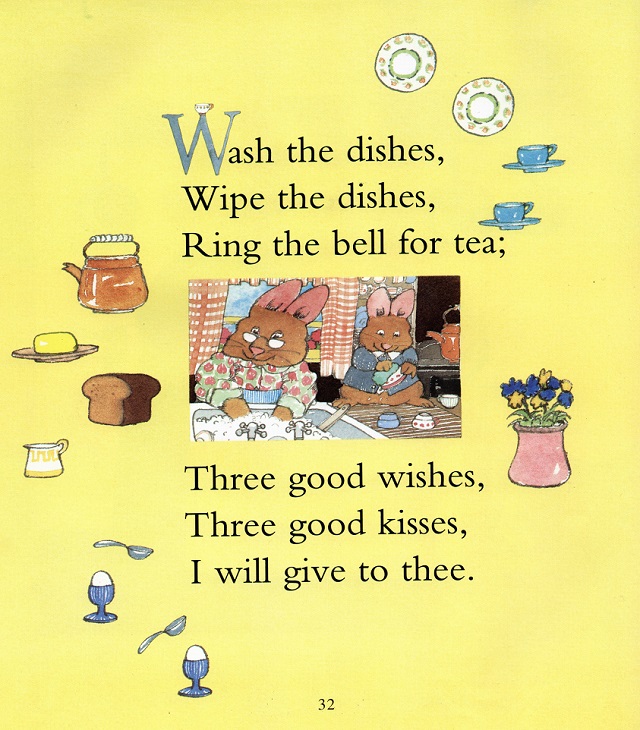 Wash the dishes,
Wipe the dishes,
Ring the bell for tea;
Three good wishes,
Three good kisses,
I will give to thee.
32